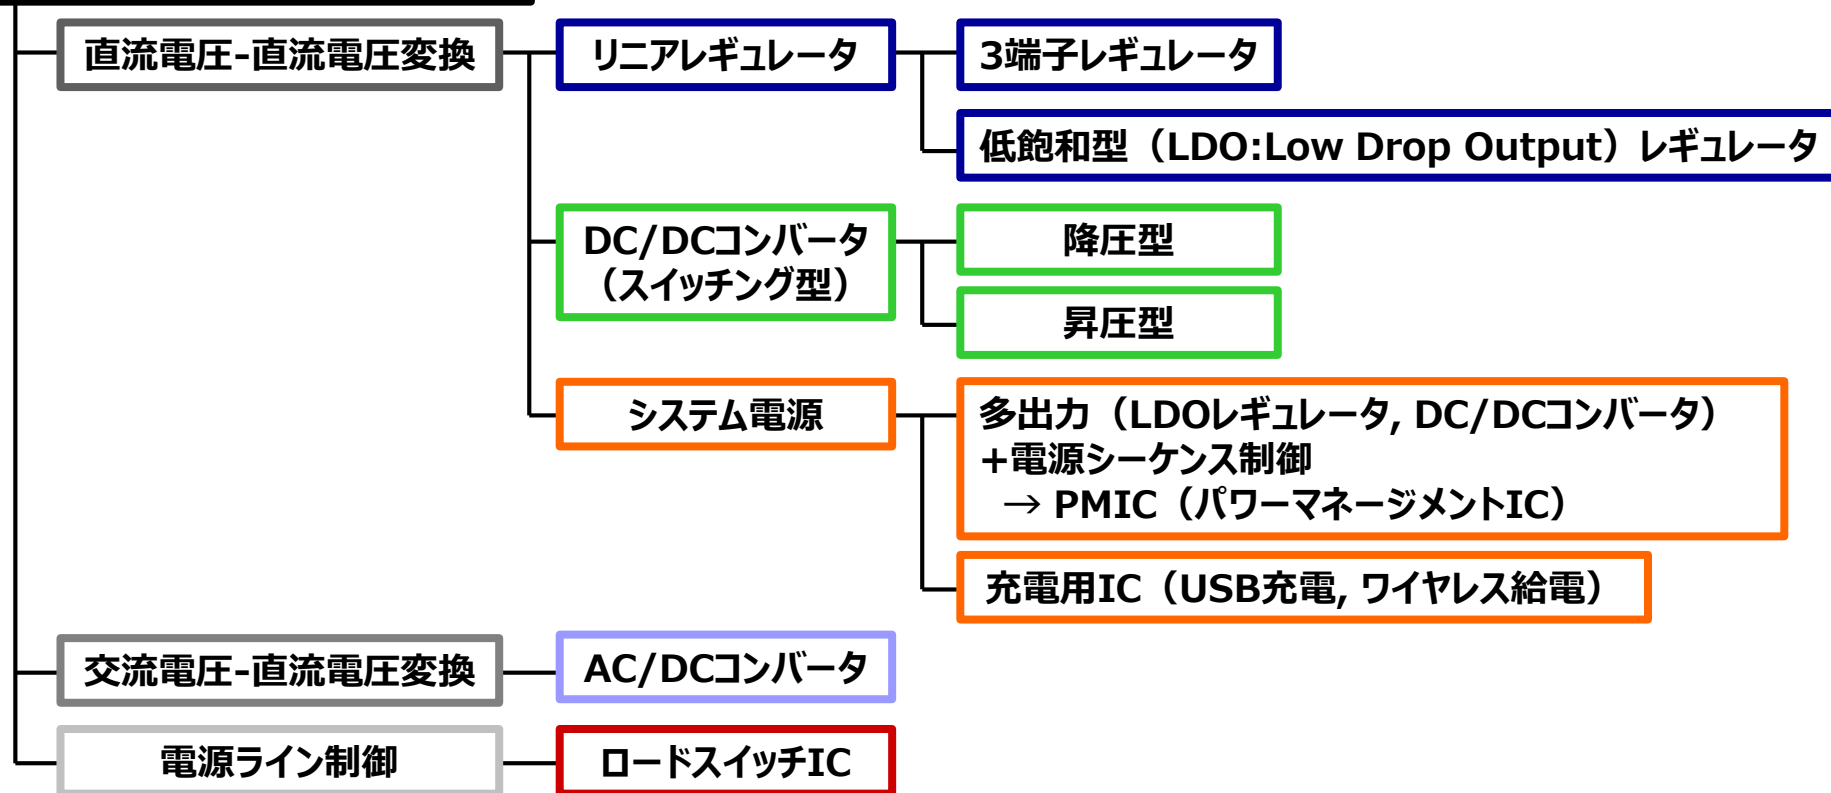 直流電圧-直流電圧変換
リニアレギュレータ
3端子レギュレータ
低飽和型（LDO:Low Drop Output）レギュレータ
DC/DCコンバータ
（スイッチング型）
降圧型
昇圧型
システム電源
多出力（LDOレギュレータ, DC/DCコンバータ）
+電源シーケンス制御
→ PMIC（パワーマネージメントIC）
充電用IC（USB充電, ワイヤレス給電）
交流電圧-直流電圧変換
AC/DCコンバータ
電源ライン制御
ロードスイッチIC